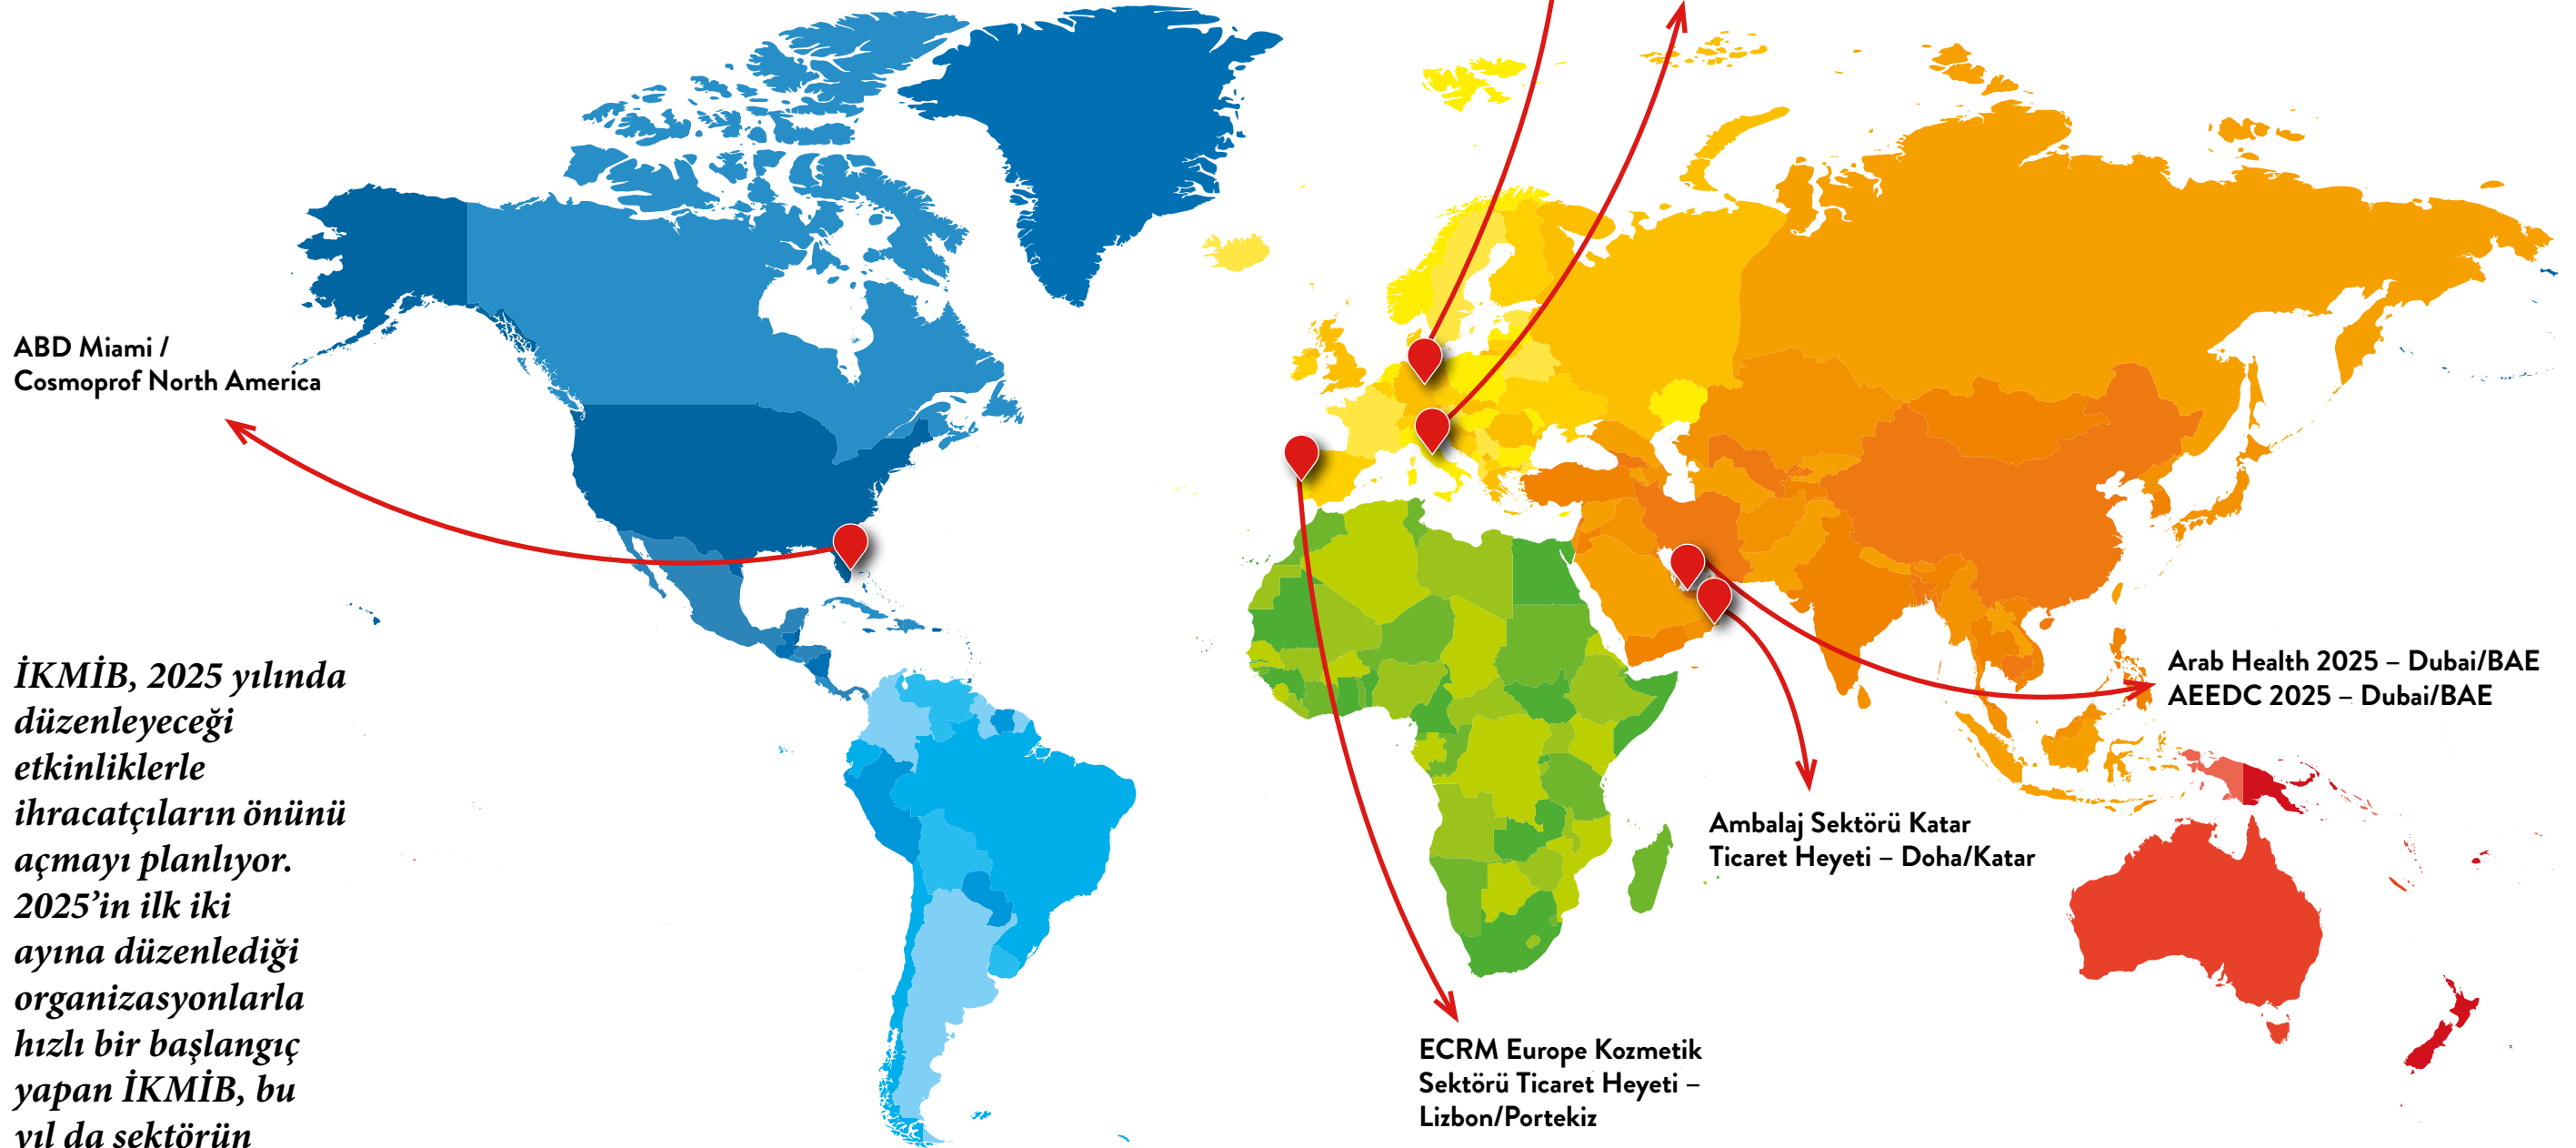 ABD Miami /
Cosmoprof North America
İKMİB, 2025 yılında
düzenleyeceği
etkinliklerle
ihracatçıların önünü
açmayı planlıyor.
2025’in ilk iki
ayına düzenlediği
organizasyonlarla
hızlı bir başlangıç
yapan İKMİB, bu
yıl da sektörün
Arab Health 2025 – Dubai/BAE
AEEDC 2025 – Dubai/BAE
Ambalaj Sektörü Katar
Ticaret Heyeti – Doha/Katar
ECRM Europe Kozmetik
Sektörü Ticaret Heyeti –
Lizbon/Portekiz